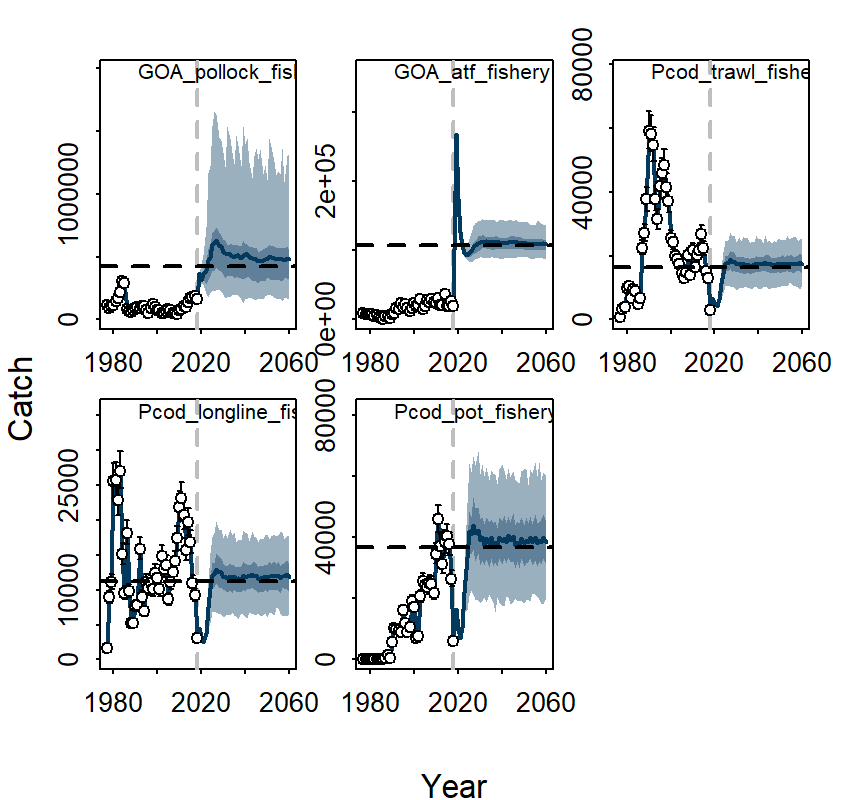 GOA_pollock_fish
1000000
0
1980
2020
2060
GOA_atf_fishery
2e+05
0e+00
1980
2020
2060
Pcod_trawl_fishe
80000
40000
0
1980
2020
2060
Catch
Pcod_longline_fis
25000
10000
0
1980
2020
2060
Pcod_pot_fishery
80000
40000
0
1980
2020
2060
Year